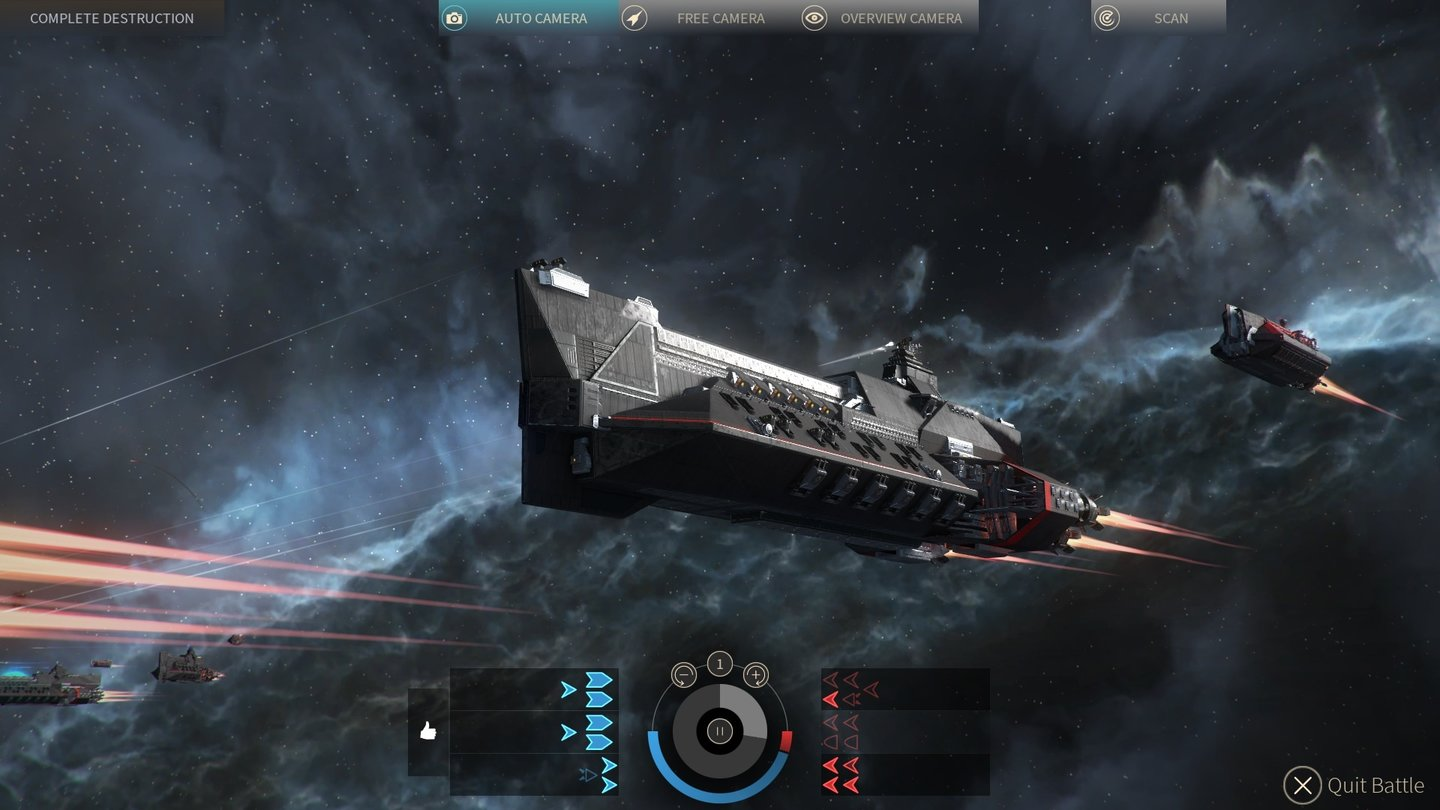 COMPLETE DESTRUCTION
AUTO CAMERA
FREE CAMERA
OVERVIEW CAMERA
SCAN
1
Quit Battle